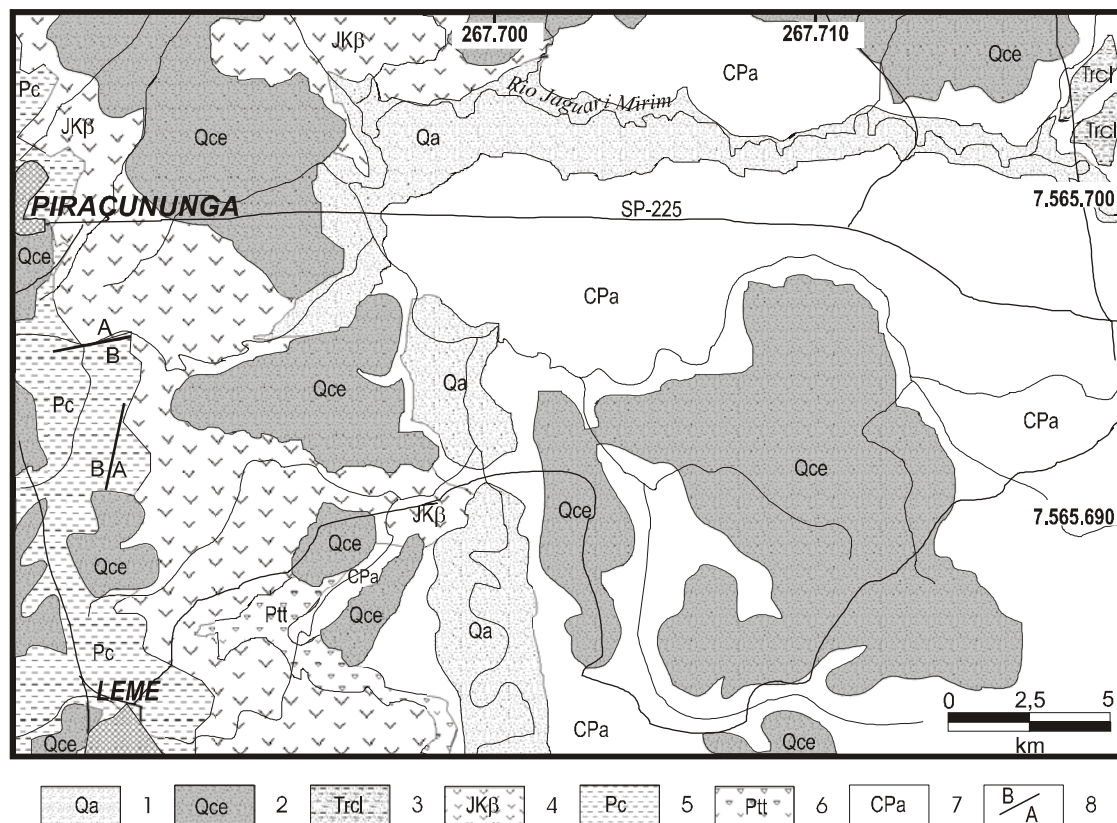 267.700
267.710
JKβ
Qce
CPa
Trcl
Pc
Rio Jaguari Mirim
JKβ
Qce
Qa
Trcl
PIRACUNUNGA
SP-225
7.565.700
Qce
CPa
A
B
Qce
Qa
Pc
CPa
B A
Qce
7.565.690
Qce
JKβ
Qce
Qce
CPa
Ptt
Qce
Qa
Pc
LEME
0 2,5 5
km
Qce
CPa
Qce
Qa 1 Qce 2 Trcl 3 JKβ 4 Pc 5 Ptt 6 CPa 7 B A 8